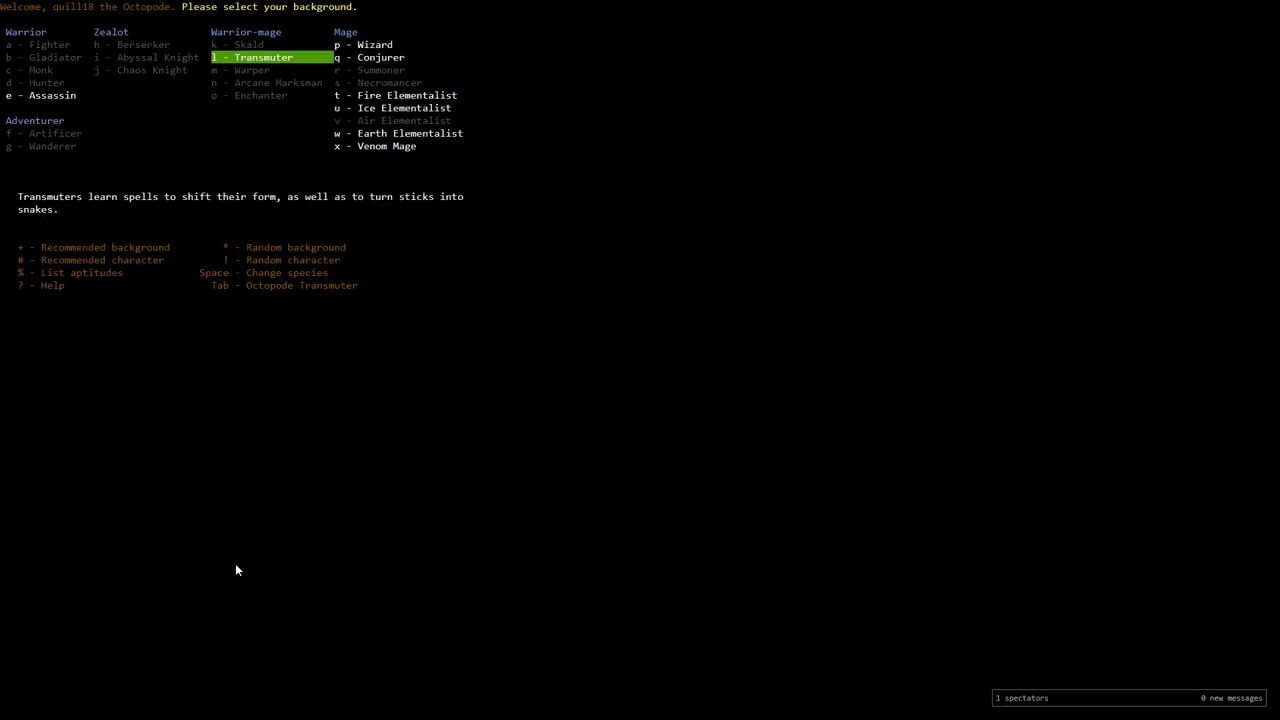 Welcome, quill18 the Octopode. Please select your background.
Warrior Zealot Warrior-mage Mage
a - Fighter h - Berserker k - Skald p - Wizard
b - Gladiator i - Abyssal Knight l - Transmuter q - Conjurer
c - Monk j - Chaos Knight m - Warper r - Summoner
d - Hunter n - Arcane Marksman s - Necromancer
e - Assassin o - Enchanter t - Fire Elementalist
u - Ice Elementalist
Adventurer v - Air Elementalist
f - Artificer w - Earth Elementalist
g - Wanderer x - Venom Mage
Transmuters learn spells to shift their form, as well as to turn sticks into
snakes.
+ - Recommended background * - Random background
# - Recommended character ! - Random character
% - List aptitudes Space - Change species
? - Help Tab - Octopode Transmuter
1 spectators 0 new messages